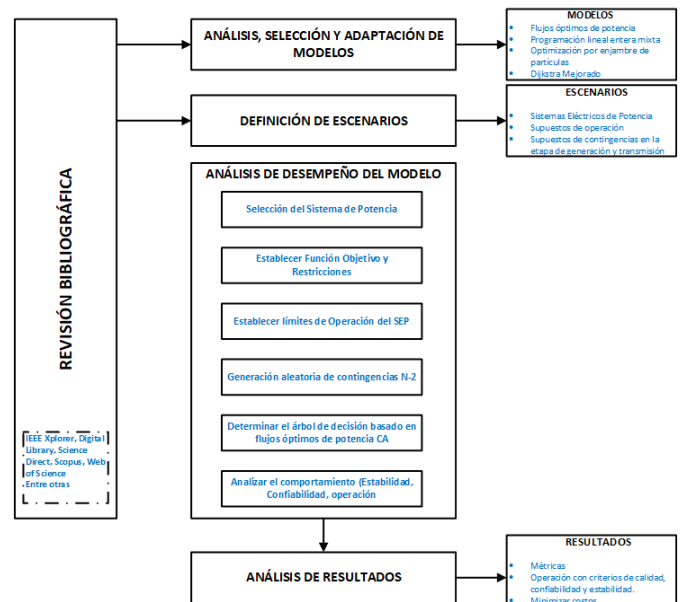 REVISIÓN BIBLIOGRÁFICA
IEEE Xplorer, Digital
Library, Science
Direct, Scopus, Web
of Science
Entre otras
ANÁLISIS, SELECCIÓN Y ADAPTACIÓN DE
MODELOS
MODELOS
• Flujos óptimos de potencia
• Programación lineal entera mixta
• Optimización por enjambre de
partículas
• Dijkstra Mejorado
DEFINICIÓN DE ESCENARIOS
ESCENARIOS
• Sistemas Eléctricos de Potencia
• Supuestos de operación
• Supuestos de contingencias en la
etapa de generación y transmisión
ANÁLISIS DE DESEMPEÑO DEL MODELO
Selección del Sistema de Potencia
Establecer Función Objetivo y
Restricciones
Establecer límites de Operación del SEP
Generación aleatoria de contingencias N-2
Determinar el árbol de decisión basado en
flujos óptimos de potencia CA
Analizar el comportamiento (Estabilidad,
Confiabilidad, operación
ANÁLISIS DE RESULTADOS
RESULTADOS
• Métricas
• Operación con criterios de calidad,
confiabilidad y estabilidad.
• Minimizar costos